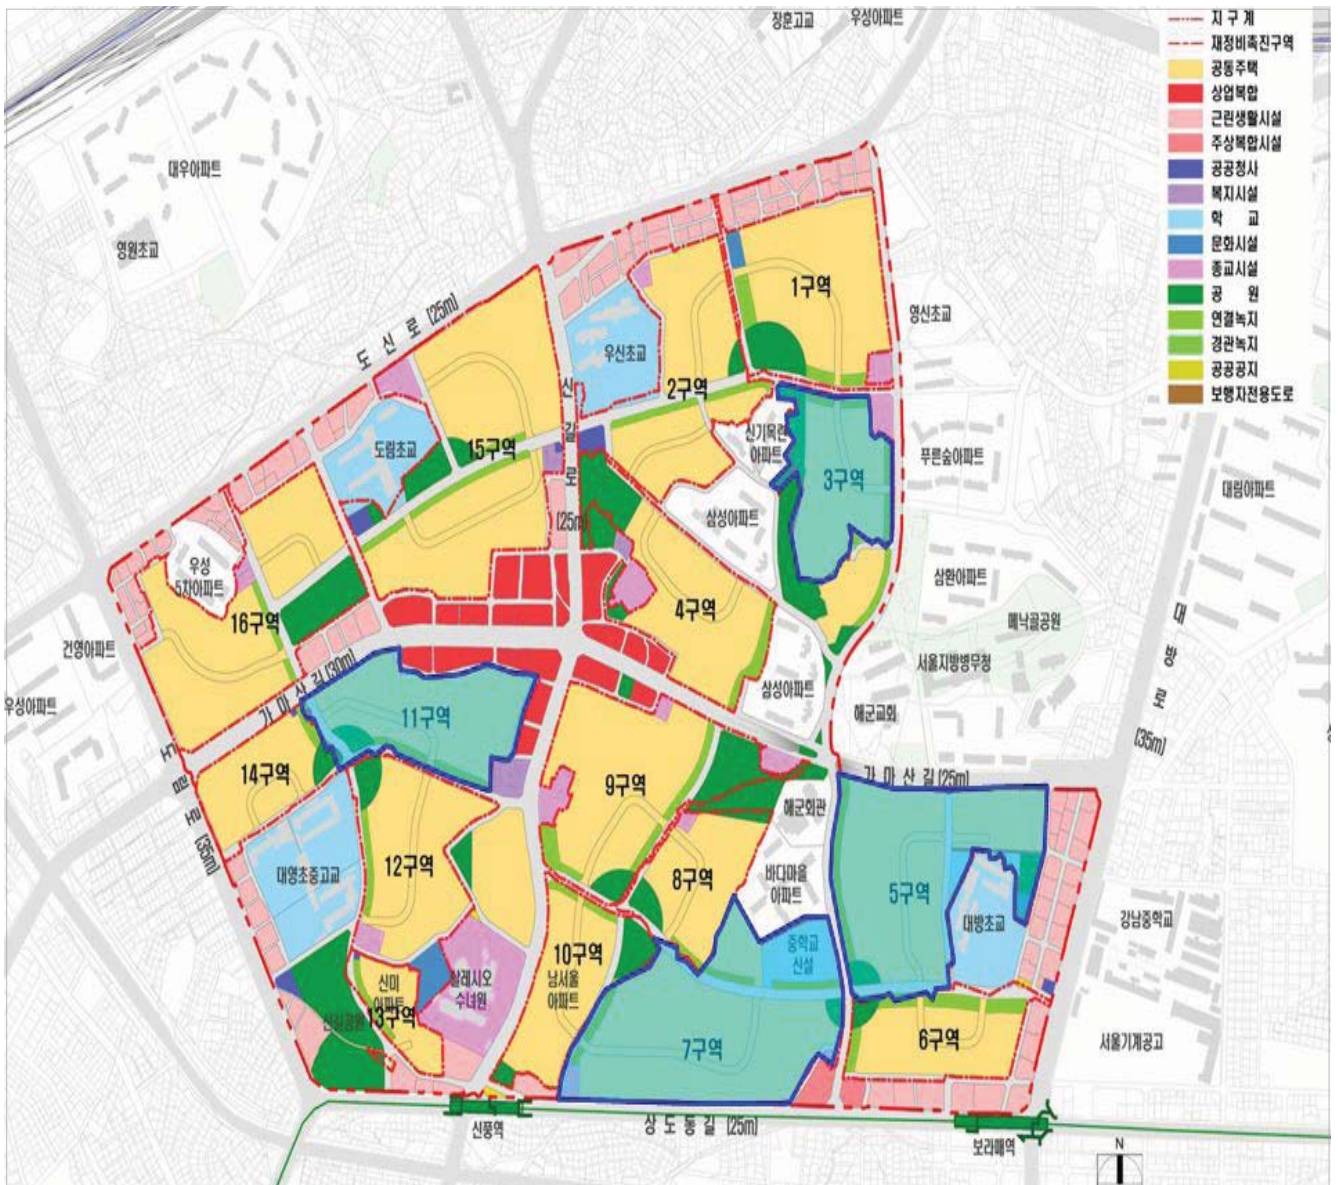 장훈고교
우성아파트
지 구 계
재정비촉진구역
공동주택
상업복합
근린생활시설
주상복합시설
공공청사
복지시설
학 교
문화시설
종교시설
공 원
연결녹지
경관녹지
공공공지
보행자전용도로
대우아파트
영원초교
도 신 로 (25m)
1구역
영신초교
우신초교
2구역
신 길 로 (25m)
신기목련
아파트
도림초교
15구역
3구역
푸른숲아파트
대림아파트
삼성아파트
우성
5차아파트
삼환아파트
4구역
16구역
메낙골공원
대 방 로 (35m)
건영아파트
서울지방병무청
우성아파트
가 마 산 길 (30m)
삼성아파트
11구역
해군교회
14구역
9구역
가 마 산 길 (25m)
해군회관
(35m)
대영초중고교
12구역
8구역
바다마을
아파트
5구역
대방초교
강남중학교
중학교
신설
10구역
남서울
아파트
신미
아파트
살레시오
수녀원
신길공원
13구역
7구역
6구역
서울기계공고
신풍역
상 도 동 길 (25m)
보라매역
N